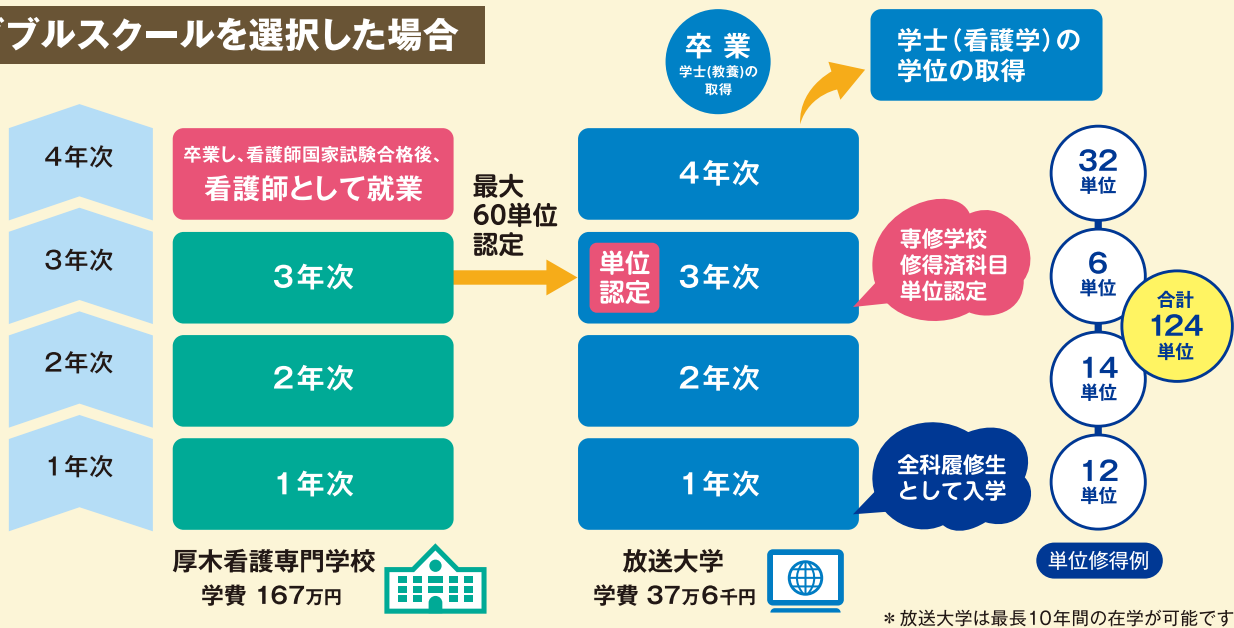 ブルスクールを選択した場合
卒 業
学士(教養)の
取得
学士(看護学)の
学位の取得
4年次
卒業し、看護師国家試験合格後、
看護師として就業
最大
60単位
認定
4年次
32
単位
3年次
3年次
単位
認定
3年次
専修学校
修得済科目
単位認定
6
単位
合計
124
単位
2年次
2年次
2年次
14
単位
1年次
1年次
1年次
全科履修生
として入学
12
単位
厚木看護専門学校
学費 167万円
放送大学
学費 37万6千円
単位修得例
＊放送大学は最長10年間の在学が可能です